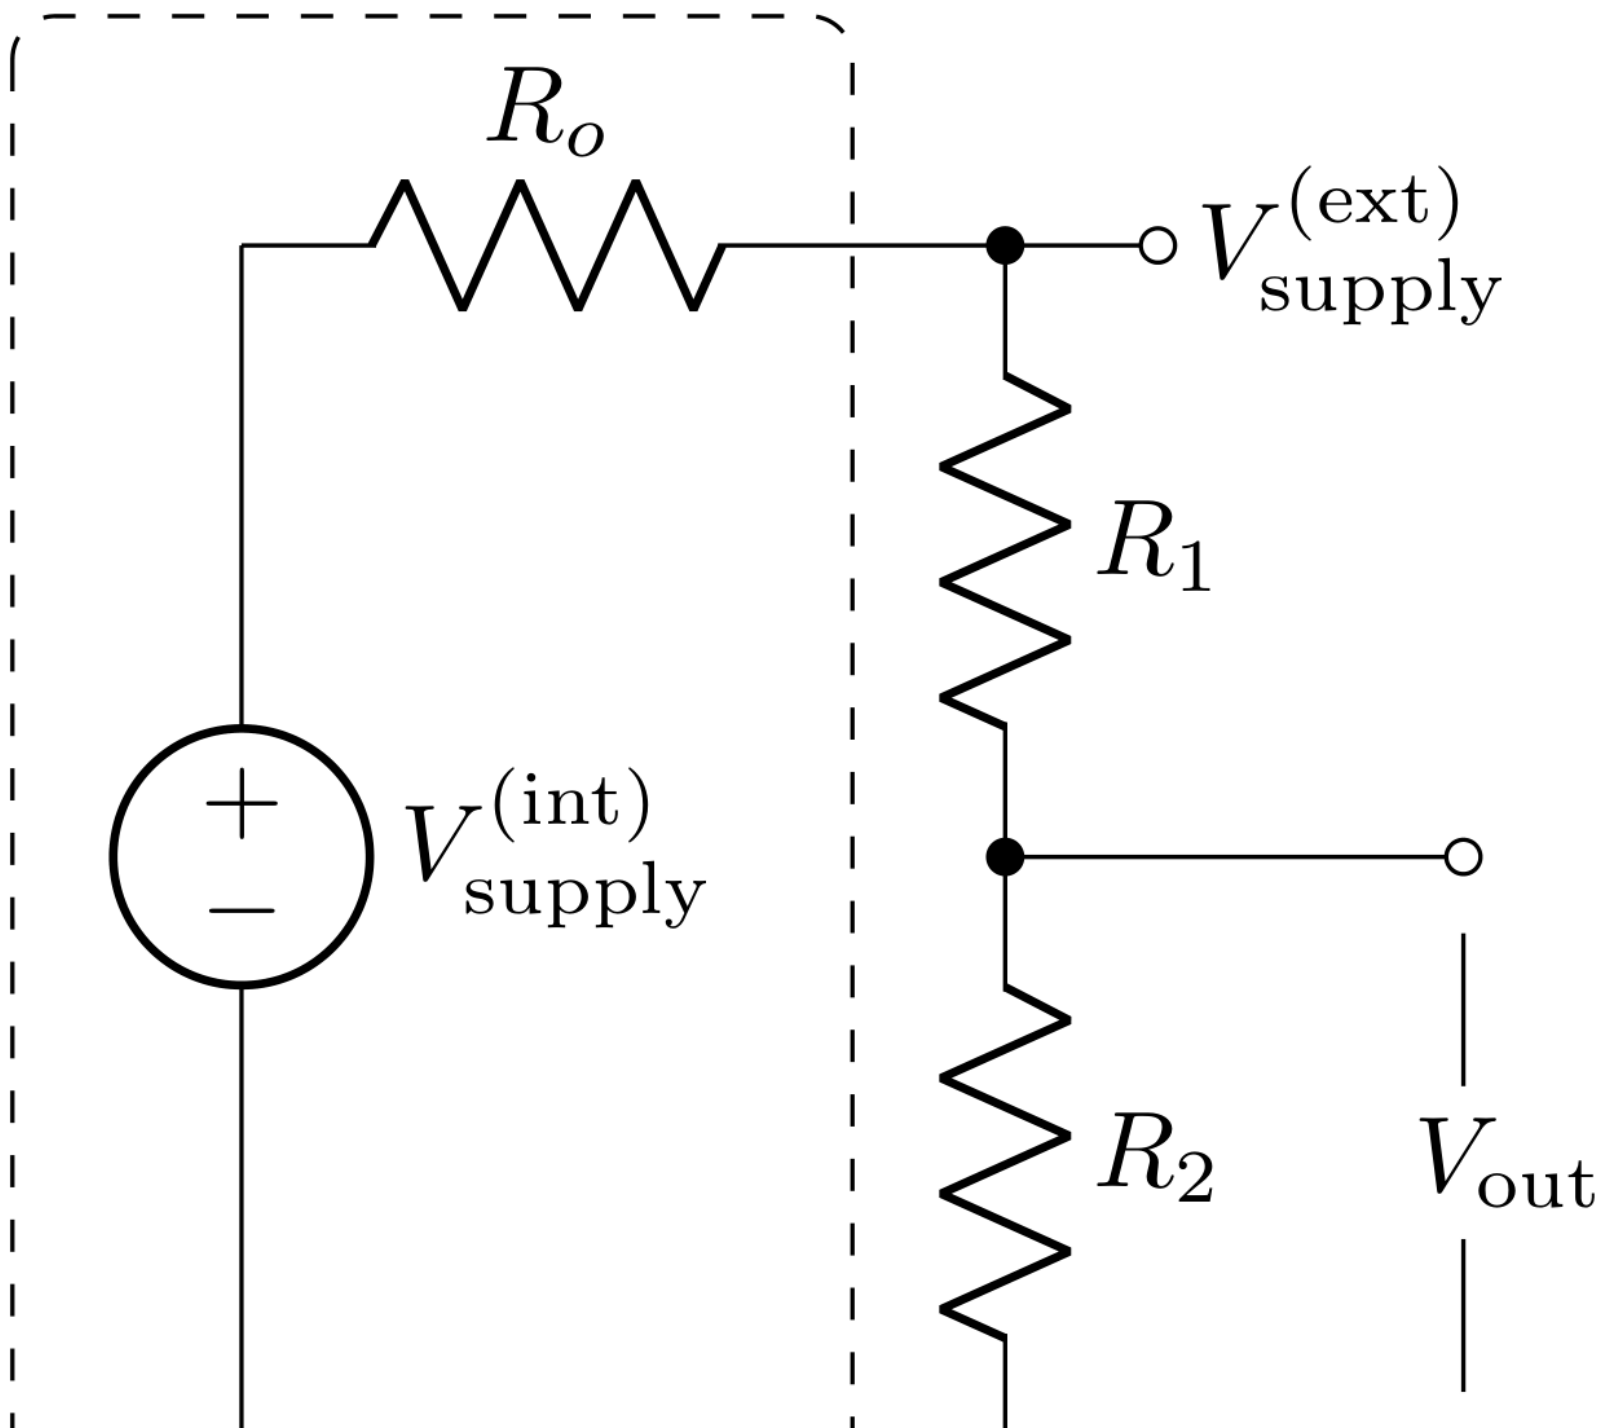 R_o
V_supply^(ext)
R_1
+
V_supply^(int)
−
R_2
V_out